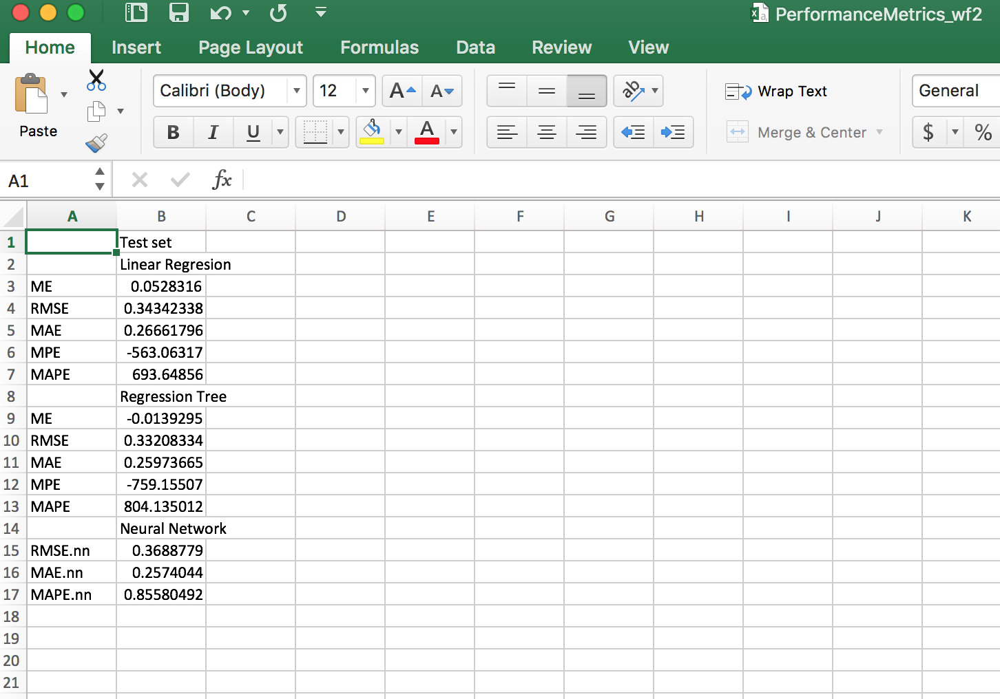 PerformanceMetrics_wf2
Home Insert Page Layout Formulas Data Review View
Paste
Calibri (Body) 12 A A
ab Wrap Text General
B I U A Merge & Center $ %
A1 fx
A B C D E F G H I J K
1 Test set
2 Linear Regresion
3 ME 0.0528316
4 RMSE 0.34342338
5 MAE 0.26661796
6 MPE -563.06317
7 MAPE 693.64856
8 Regression Tree
9 ME -0.0139295
10 RMSE 0.33208334
11 MAE 0.25973665
12 MPE -759.15507
13 MAPE 804.135012
14 Neural Network
15 RMSE.nn 0.3688779
16 MAE.nn 0.2574044
17 MAPE.nn 0.85580492
18
19
20
21